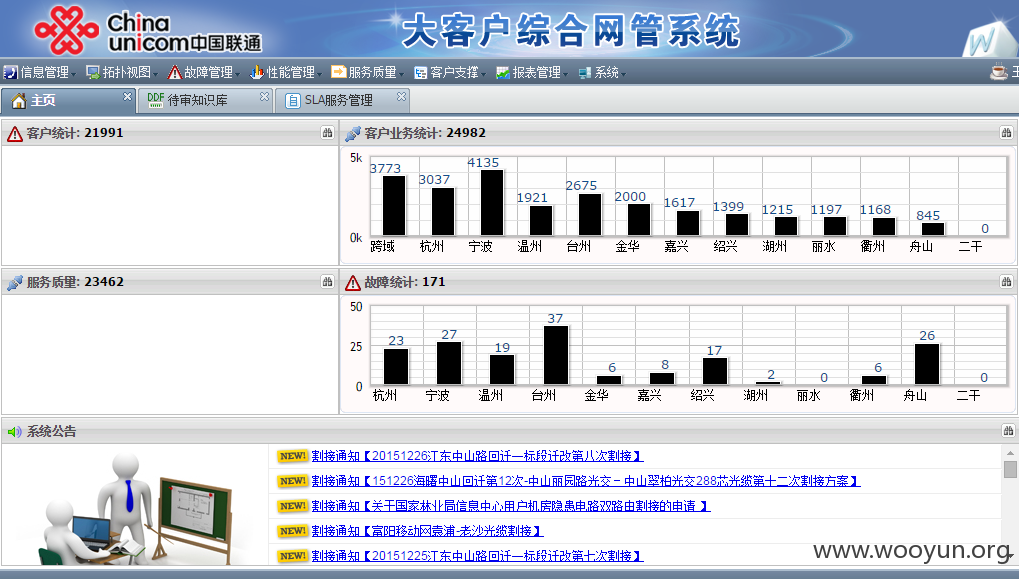 China unicom中国联通
大客户综合网管系统
W
信息管理 拓扑视图 故障管理 性能管理 服务质量 客户支撑 报表管理 系统 王
主页 DDF 待审知识库 SLA服务管理
客户统计: 21991
客户业务统计: 24982
5k
3773 3037 4135 1921 2675 2000 1617 1399 1215 1197 1168 845 0
0k
跨域 杭州 宁波 温州 台州 金华 嘉兴 绍兴 湖州 丽水 衢州 舟山 二干
服务质量: 23462
故障统计: 171
50
25
23 27 19 37 6 8 17 2 0 6 26 0
0
杭州 宁波 温州 台州 金华 嘉兴 绍兴 湖州 丽水 衢州 舟山 二干
系统公告
NEW! 割接通知【20151226江东中山路回迁一标段迁改第八次割接】
NEW! 割接通知【151226海曙中山回迁第12次-中山丽园路光交－中山翠柏光交288芯光缆第十二次割接方案】
NEW! 割接通知【关于国家林业局信息中心用户机房隐患电路双路由割接的申请 】
NEW! 割接通知【富阳移动网袁浦-老沙光缆割接】
NEW! 割接通知【20151225江东中山路回迁一标段迁改第七次割接】
www.wooyun.org